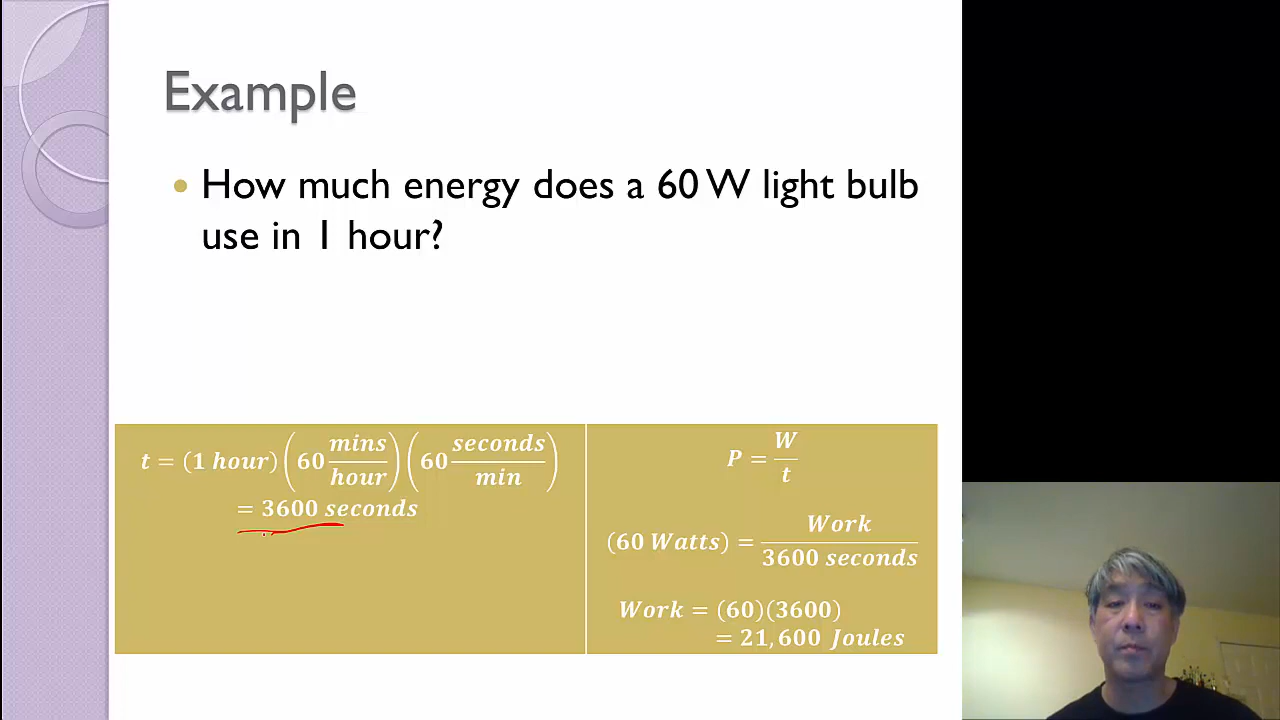 Example
How much energy does a 60 W light bulb
use in 1 hour?
t = (1 hour) (60 mins/hour) (60 seconds/min)
= 3600 seconds
P = W/t
(60 Watts) = Work/3600 seconds
Work = (60)(3600)
= 21,600 Joules